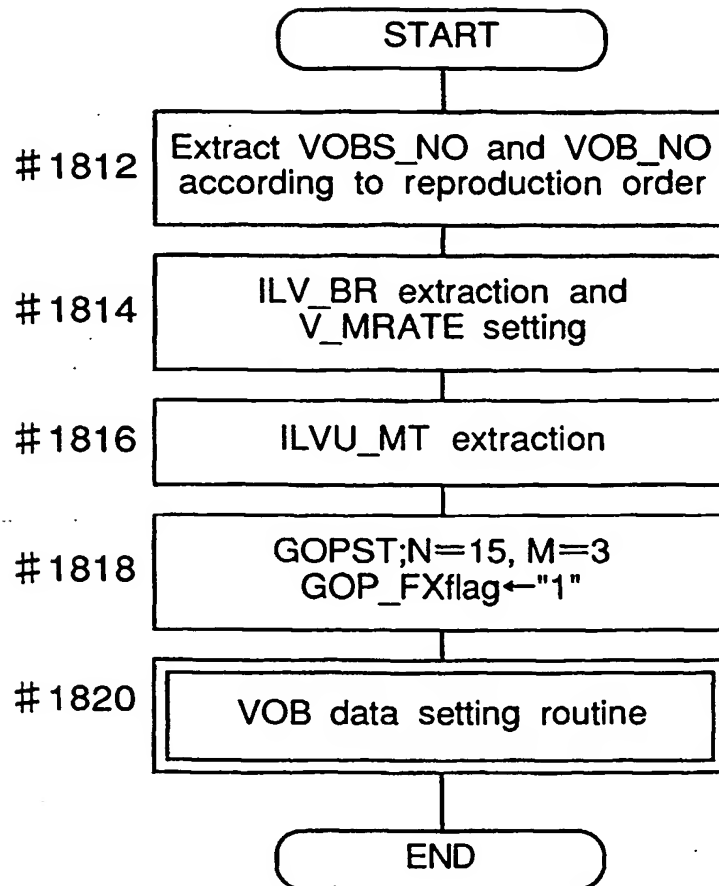 START
#1812
Extract VOBS_NO and VOB_NO
according to reproduction order
#1814
ILV_BR extraction and
V_MRATE setting
#1816
ILVU_MT extraction
#1818
GOPST;N=15, M=3
GOP_FXflag←"1"
#1820
VOB data setting routine
END